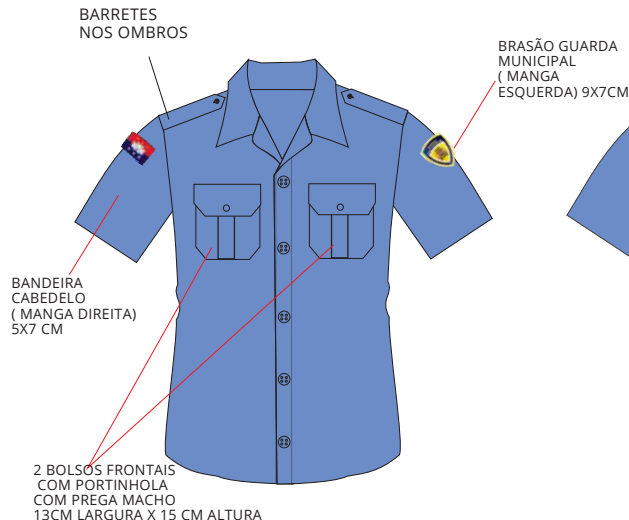 BARRETES
NOS OMBROS
BRASÃO GUARDA
MUNICIPAL
( MANGA
ESQUERDA) 9X7CM
BANDEIRA
CABEDELO
( MANGA DIREITA)
5X7 CM
2 BOLSOS FRONTAIS
COM PORTINHOLA
COM PREGA MACHO
13CM LARGURA X 15 CM ALTURA